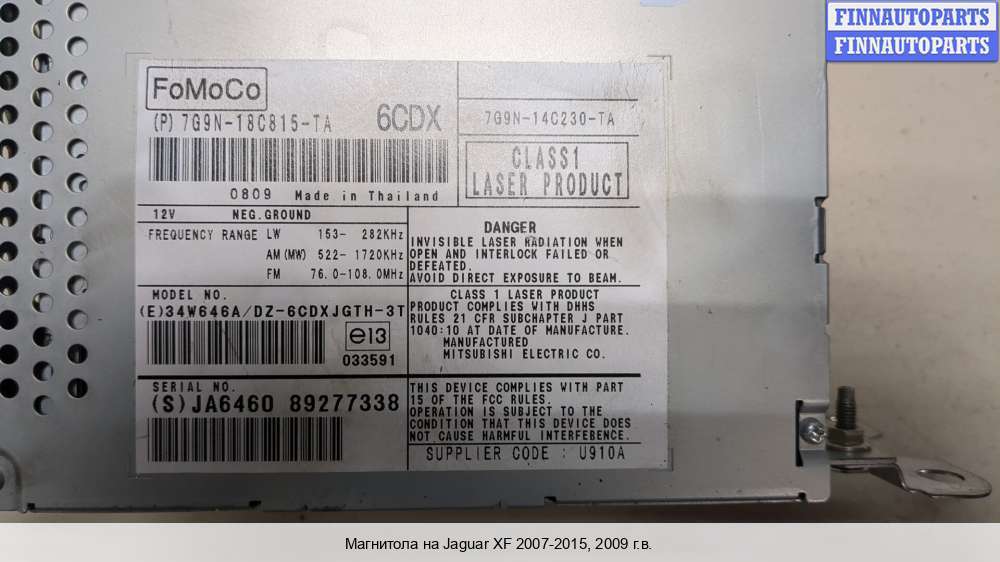 FINNAUTOPARTS
FINNAUTOPARTS
FoMoCo
(P) 7G9N-18C815-TA
6CDX
7G9N-14C230-TA
CLASS1
LASER PRODUCT
0809 Made in Thailand
12V NEG.GROUND
FREQUENCY RANGE LW 153- 282KHz
AM(MW) 522- 1720KHz
FM 76.0-108.0MHz
DANGER
INVISIBLE LASER RADIATION WHEN
OPEN AND INTERLOCK FAILED OR
DEFEATED.
AVOID DIRECT EXPOSURE TO BEAM.
MODEL NO.
(E)34W646A/DZ-6CDXJGTH-3T
e13
033591
CLASS 1 LASER PRODUCT
PRODUCT COMPLIES WITH DHHS
RULES 21 CFR SUBCHAPTER J PART
1040:10 AT DATE OF MANUFACTURE.
MANUFACTURED
MITSUBISHI ELECTRIC CO.
SERIAL NO.
(S)JA6460 89277338
THIS DEVICE COMPLIES WITH PART
15 OF THE FCC RULES.
OPERATION IS SUBJECT TO THE
CONDITION THAT THIS DEVICE DOES
NOT CAUSE HARMFUL INTERFERENCE.
SUPPLIER CODE : U910A
Магнитола на Jaguar XF 2007-2015, 2009 г.в.